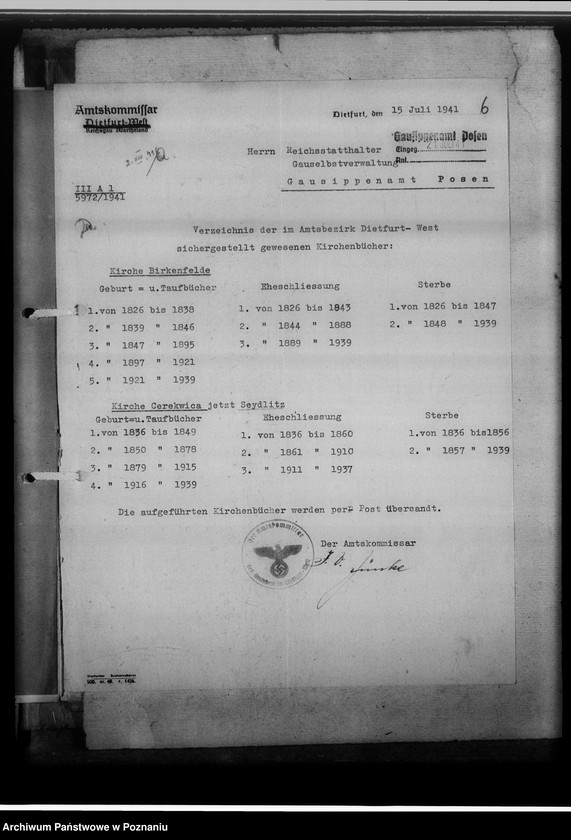 Amtskommissar
Dietfurt-West
Dietfurt, den 15 Juli 1941 6
Gausippenamt Posen
Eingeg.
Herrn Reichsstatthalter
Gauselbstverwaltung
Gausippenamt Posen
III A 1
5972/1941
Verzeichnis der im Amtsbezirk Dietfurt- West
sichergestellt gewesenen Kirchenbücher:
Kirche Birkenfelde
Geburt = u.Taufbücher Eheschliessung Sterbe
1.von 1826 bis 1838 1. von 1826 bis 1843 1.von 1826 bis 1847
2. " 1839 " 1846 2. " 1844 " 1888 2. " 1848 " 1939
3. " 1847 " 1895 3. " 1889 " 1939
4. " 1897 " 1921
5. " 1921 " 1939
Kirche Cerekwica jetzt Seydlitz
Geburt=u.Taufbücher Eheschliessung Sterbe
1.von 1836 bis 1849 1. von 1836 bis 1860 1.von 1836 bis1856
2. " 1850 " 1878 2. " 1861 " 1910 2. " 1857 " 1939
3. " 1879 " 1915 3. " 1911 " 1937
4. " 1916 " 1939
Die aufgeführten Kirchenbücher werden per Post übersandt.
Der Amtskommissar
Der Amtskommissar
Archiwum Państwowe w Poznaniu